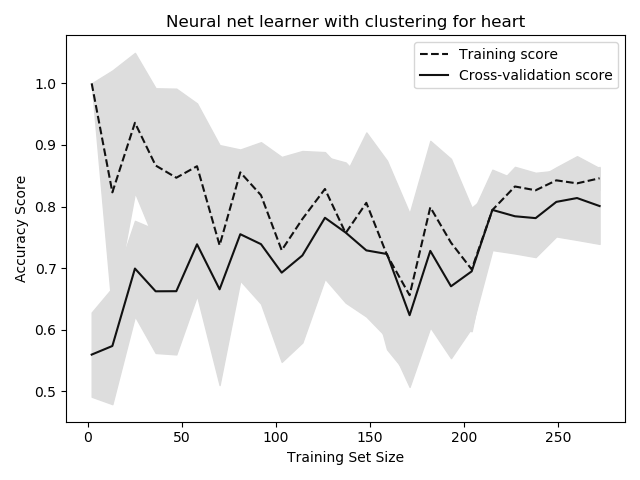 Neural net learner with clustering for heart
Training score
Cross-validation score
1.0
0.9
0.8
0.7
0.6
0.5
Accuracy Score
0 50 100 150 200 250
Training Set Size